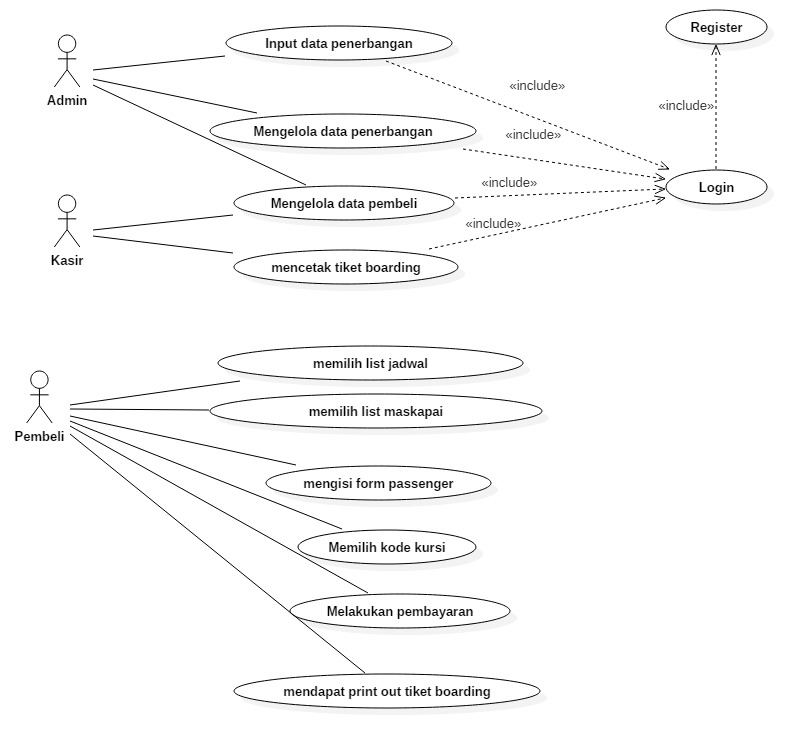 Admin
Input data penerbangan
Register
«include»
«include»
Mengelola data penerbangan
«include»
«include»
Login
Mengelola data pembeli
«include»
Kasir
mencetak tiket boarding
memilih list jadwal
memilih list maskapai
Pembeli
mengisi form passenger
Memilih kode kursi
Melakukan pembayaran
mendapat print out tiket boarding